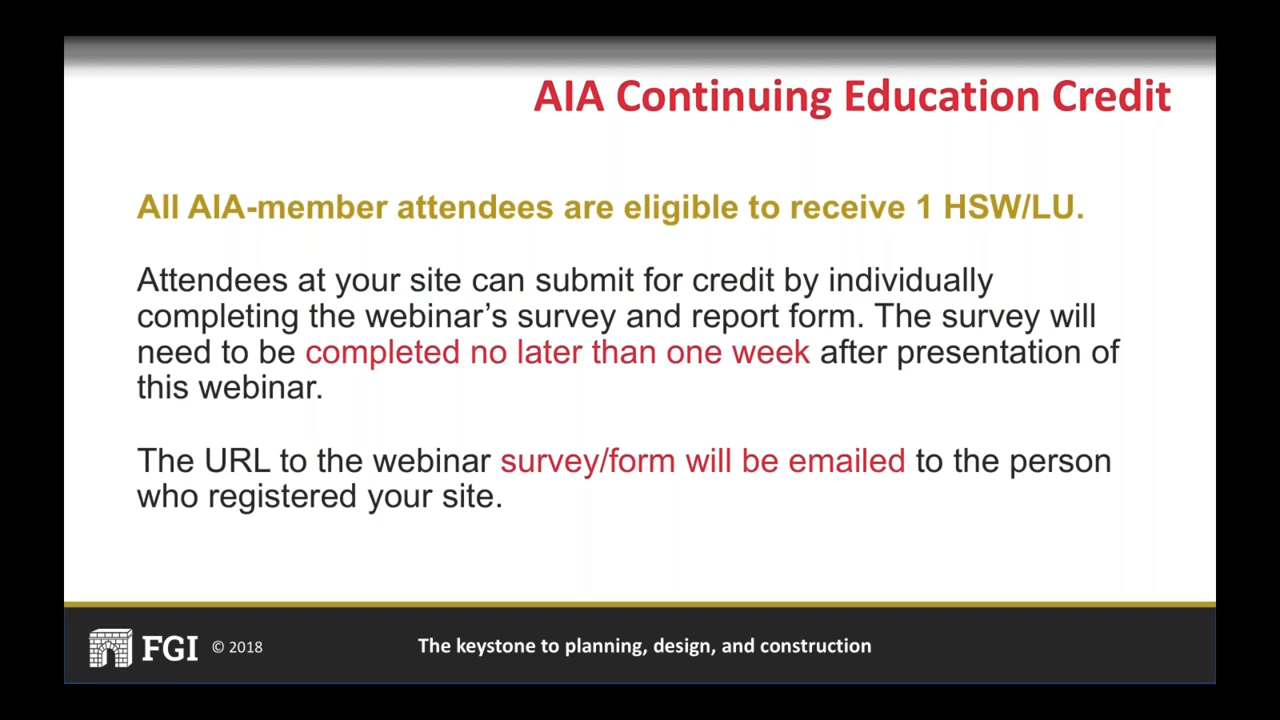 AIA Continuing Education Credit
All AIA-member attendees are eligible to receive 1 HSW/LU.
Attendees at your site can submit for credit by individually
completing the webinar’s survey and report form. The survey will
need to be completed no later than one week after presentation of
this webinar.
The URL to the webinar survey/form will be emailed to the person
who registered your site.
FGI © 2018 The keystone to planning, design, and construction